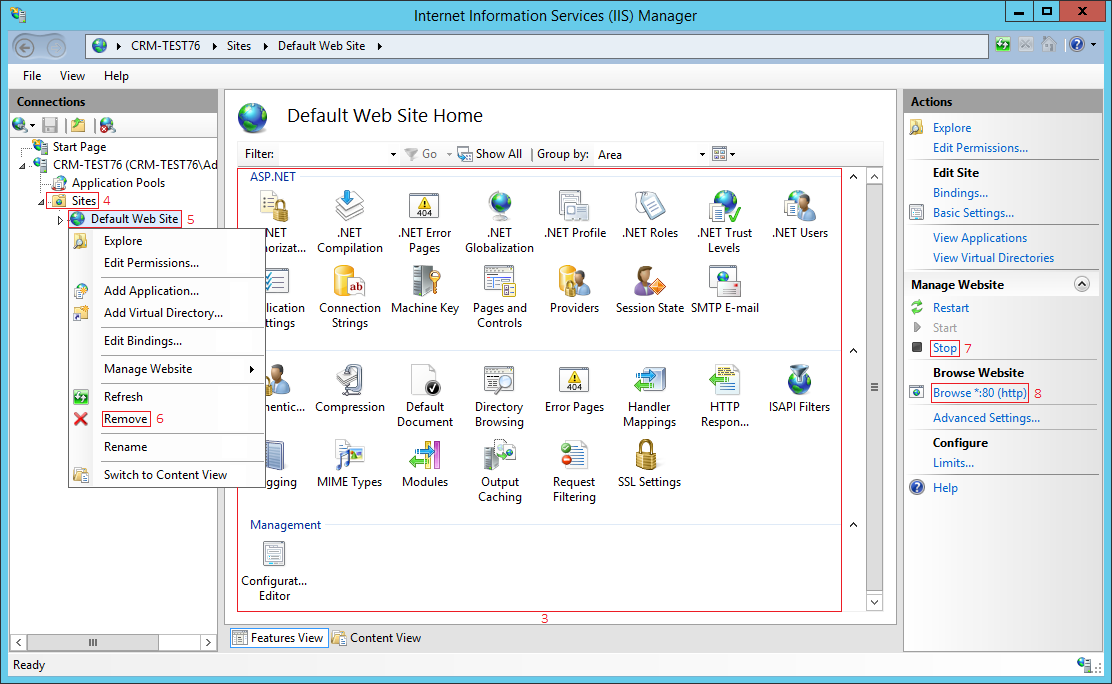 Internet Information Services (IIS) Manager
CRM-TEST76 Sites Default Web Site
File View Help
Connections
Start Page
CRM-TEST76 (CRM-TEST76\Ad
Application Pools
Sites 4
Default Web Site 5
Explore
Edit Permissions...
Add Application...
Add Virtual Directory...
Edit Bindings...
Manage Website
Refresh
Remove 6
Rename
Switch to Content View
Default Web Site Home
Filter: Go Show All Group by: Area
ASP.NET
.NET
horizat...
.NET
Compilation
.NET Error
Pages
.NET
Globalization
.NET Profile
.NET Roles
.NET Trust
Levels
.NET Users
lication
ttings
Connection
Strings
Machine Key
Pages and
Controls
Providers
Session State
SMTP E-mail
hentic...
Compression
Default
Document
Directory
Browsing
Error Pages
Handler
Mappings
HTTP
Respon...
ISAPI Filters
gging
MIME Types
Modules
Output
Caching
Request
Filtering
SSL Settings
Management
Configurat...
Editor
3
Features View Content View
Actions
Explore
Edit Permissions...
Edit Site
Bindings...
Basic Settings...
View Applications
View Virtual Directories
Manage Website
Restart
Start
Stop 7
Browse Website
Browse *:80 (http) 8
Advanced Settings...
Configure
Limits...
Help
Ready